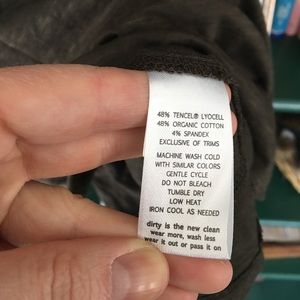 48% TENCEL® LYOCELL
48% ORGANIC COTTON
4% SPANDEX
EXCLUSIVE OF TRIMS
MACHINE WASH COLD
WITH SIMILAR COLORS
GENTLE CYCLE
DO NOT BLEACH
TUMBLE DRY
LOW HEAT
IRON COOL AS NEEDED
dirty is the new clean
wear more, wash less
wear it out or pass it on